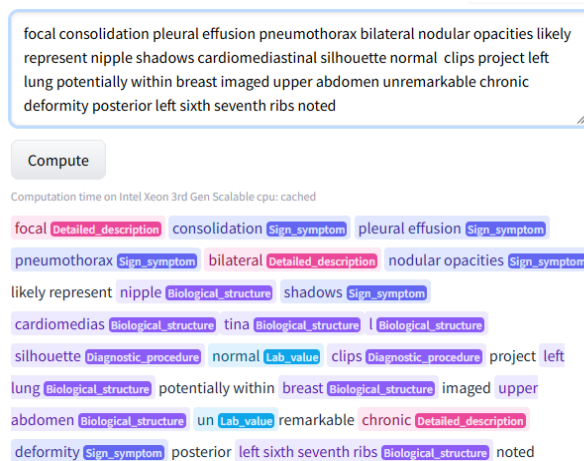 focal consolidation pleural effusion pneumothorax bilateral nodular opacities likely
represent nipple shadows cardiomediastinal silhouette normal  clips project left
lung potentially within breast imaged upper abdomen unremarkable chronic
deformity posterior left sixth seventh ribs noted
Compute
Computation time on Intel Xeon 3rd Gen Scalable cpu: cached
focal Detailed_description consolidation Sign_symptom pleural effusion Sign_symptom
pneumothorax Sign_symptom bilateral Detailed_description nodular opacities Sign_symptom
likely represent nipple Biological_structure shadows Sign_symptom
cardiomedias Biological_structure tina Biological_structure l Biological_structure
silhouette Diagnostic_procedure normal Lab_value clips Diagnostic_procedure project left
lung Biological_structure potentially within breast Biological_structure imaged upper
abdomen Biological_structure un Lab_value remarkable chronic Detailed_description
deformity Sign_symptom posterior left sixth seventh ribs Biological_structure noted